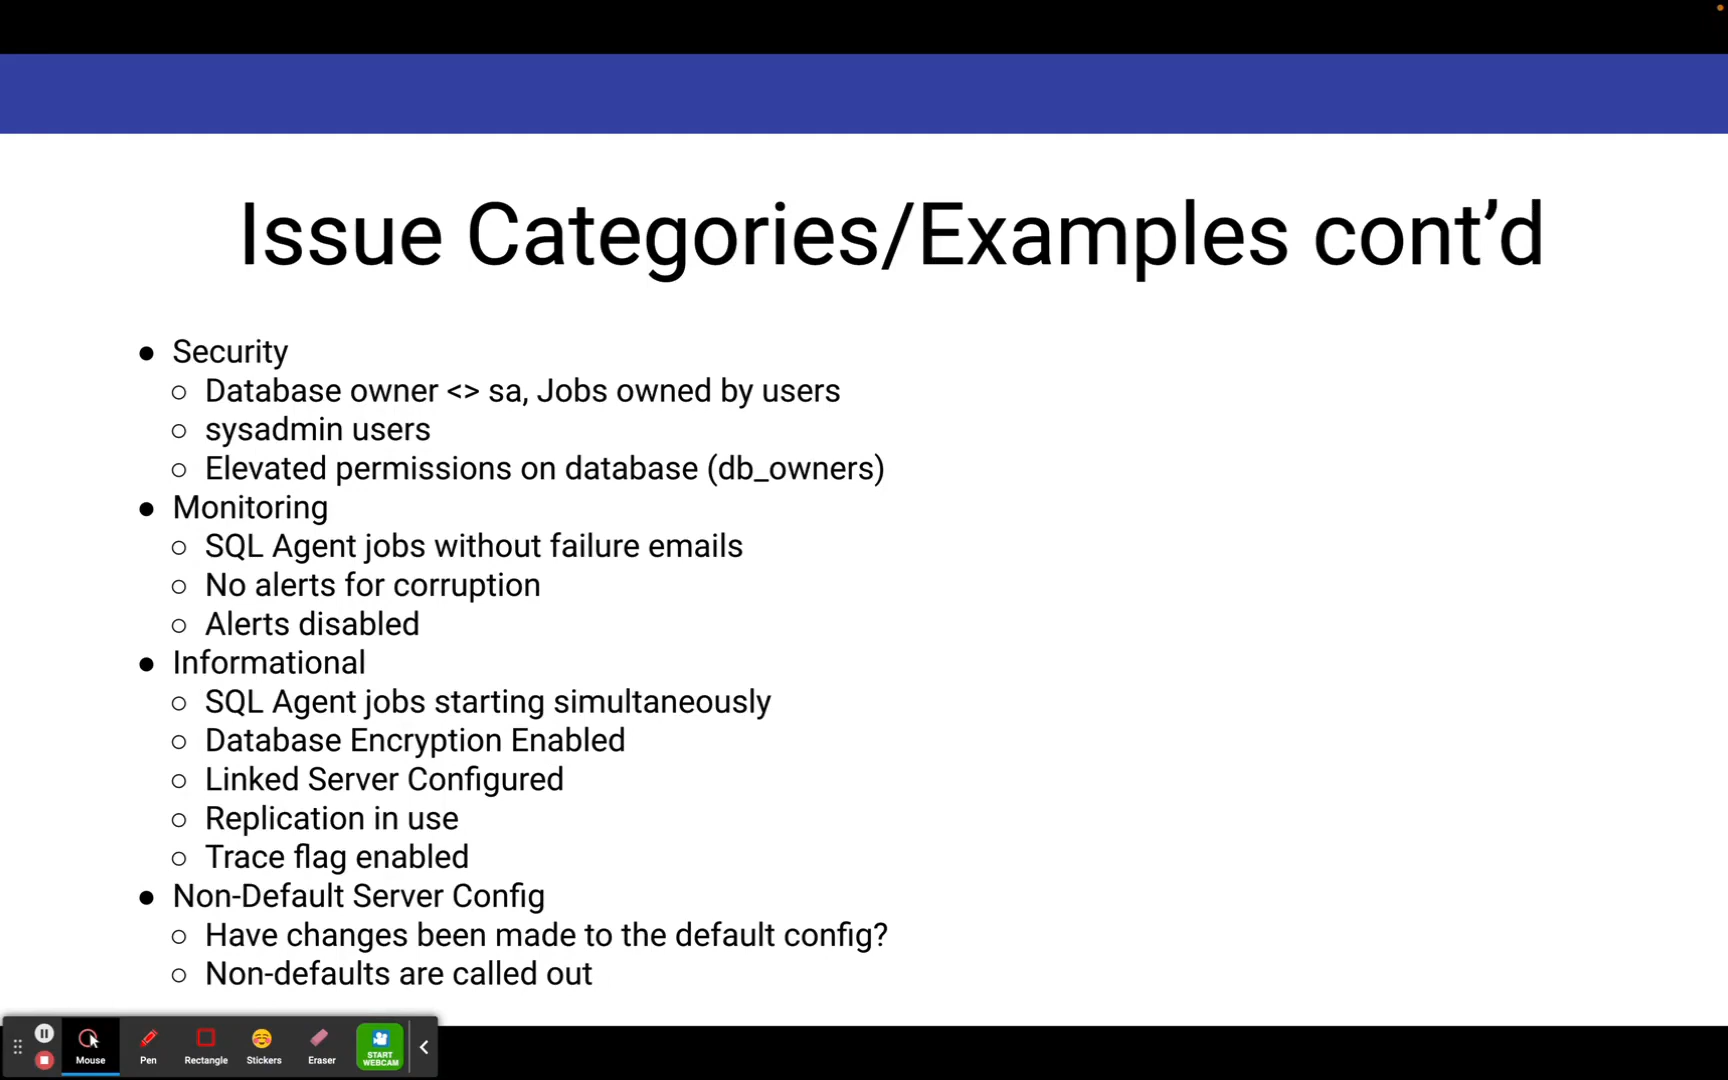 Issue Categories/Examples cont’d
● Security
○ Database owner <> sa, Jobs owned by users
○ sysadmin users
○ Elevated permissions on database (db_owners)
● Monitoring
○ SQL Agent jobs without failure emails
○ No alerts for corruption
○ Alerts disabled
● Informational
○ SQL Agent jobs starting simultaneously
○ Database Encryption Enabled
○ Linked Server Configured
○ Replication in use
○ Trace flag enabled
● Non-Default Server Config
○ Have changes been made to the default config?
○ Non-defaults are called out
Mouse Pen Rectangle Stickers Eraser START WEBCAM